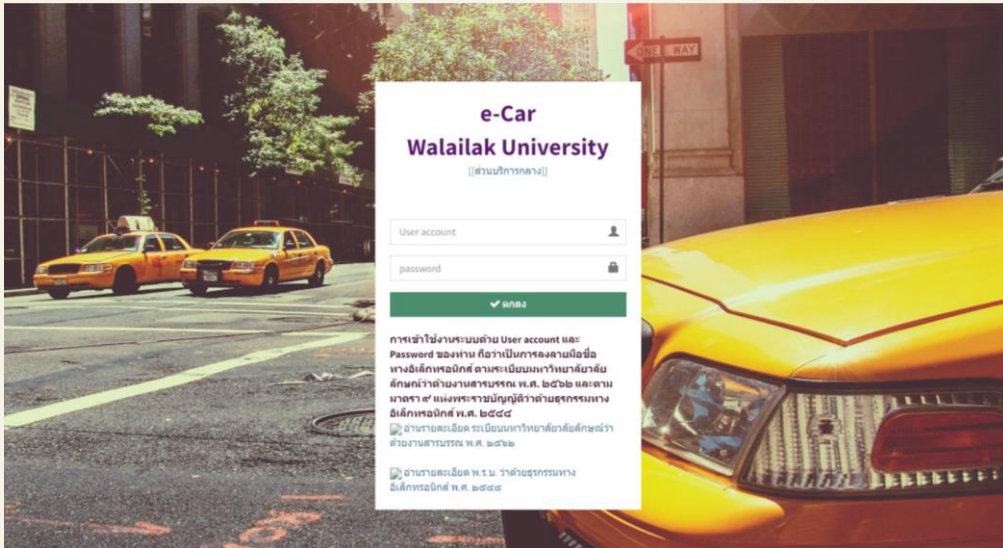 ONE WAY
e-Car
Walailak University
||ส่วนบริการกลาง||
User account
password
ตกลง
การเข้าใช้งานระบบด้วย User account และ
Password ของท่าน ถือว่าเป็นการลงลายมือชื่อ
ทางอิเล็กทรอนิกส์ ตามระเบียบมหาวิทยาลัยวลัย
ลักษณ์ว่าด้วยงานสารบรรณ พ.ศ. ๒๕๖๒ และตาม
มาตรา ๙ แห่งพระราชบัญญัติว่าด้วยธุรกรรมทาง
อิเล็กทรอนิกส์ พ.ศ. ๒๕๔๔
อ่านรายละเอียด ระเบียบมหาวิทยาลัยวลัยลักษณ์ว่า
ด้วยงานสารบรรณ พ.ศ. ๒๕๖๒
อ่านรายละเอียด พ.ร.บ. ว่าด้วยธุรกรรมทาง
อิเล็กทรอนิกส์ พ.ศ. ๒๕๔๔